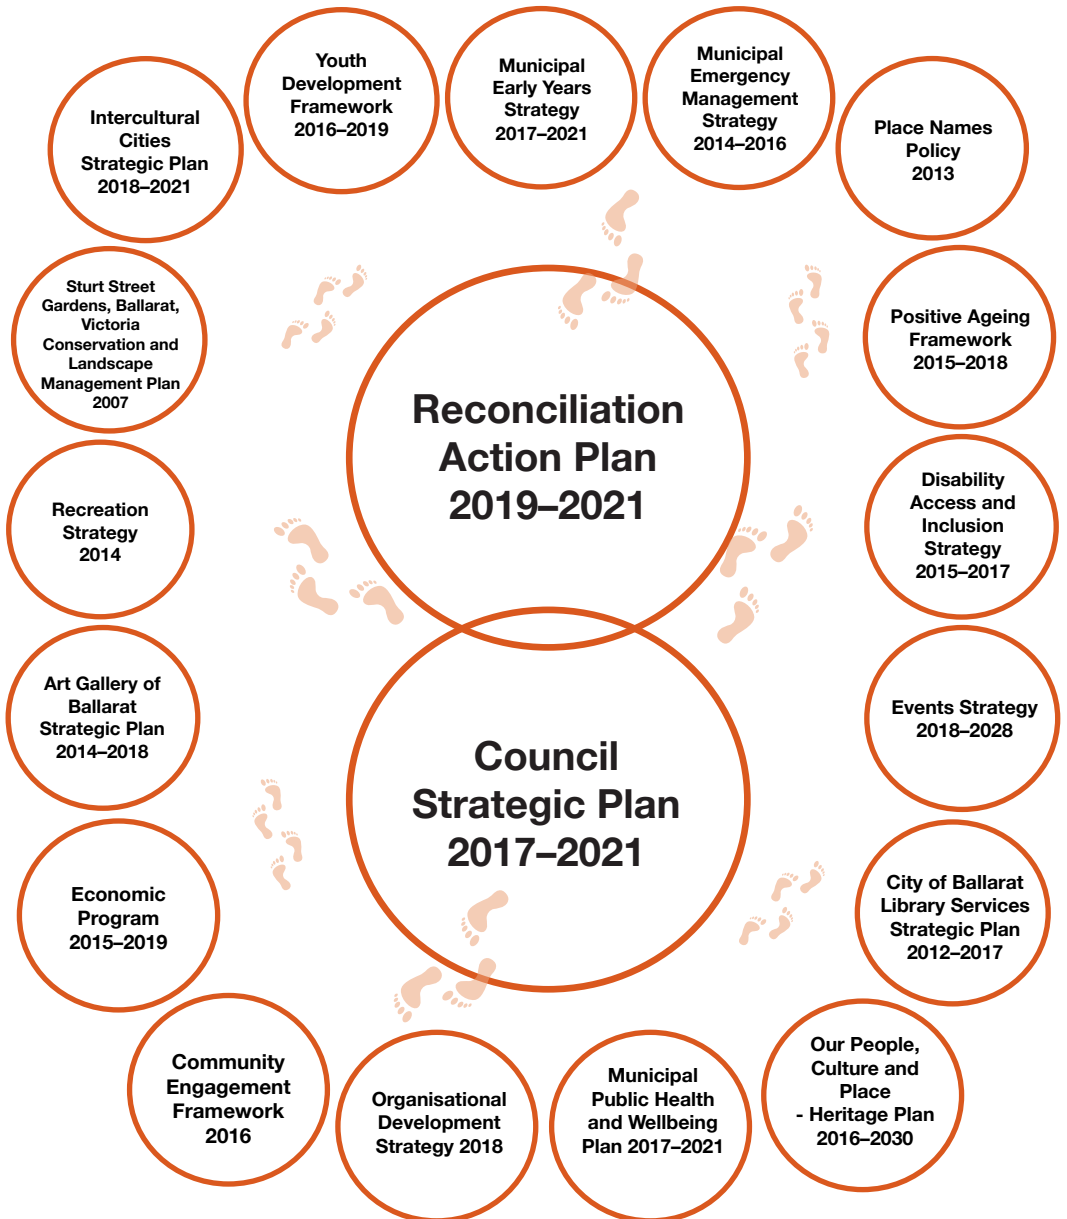 Youth
Development
Framework
2016–2019
Municipal
Early Years
Strategy
2017–2021
Municipal
Emergency
Management
Strategy
2014–2016
Intercultural
Cities
Strategic Plan
2018–2021
Place Names
Policy
2013
Sturt Street
Gardens, Ballarat,
Victoria
Conservation and
Landscape
Management Plan
2007
Positive Ageing
Framework
2015–2018
Reconciliation
Action Plan
2019–2021
Recreation
Strategy
2014
Disability
Access and
Inclusion
Strategy
2015–2017
Art Gallery of
Ballarat
Strategic Plan
2014–2018
Events Strategy
2018–2028
Council
Strategic Plan
2017–2021
Economic
Program
2015–2019
City of Ballarat
Library Services
Strategic Plan
2012–2017
Community
Engagement
Framework
2016
Organisational
Development
Strategy 2018
Municipal
Public Health
and Wellbeing
Plan 2017–2021
Our People,
Culture and
Place
- Heritage Plan
2016–2030